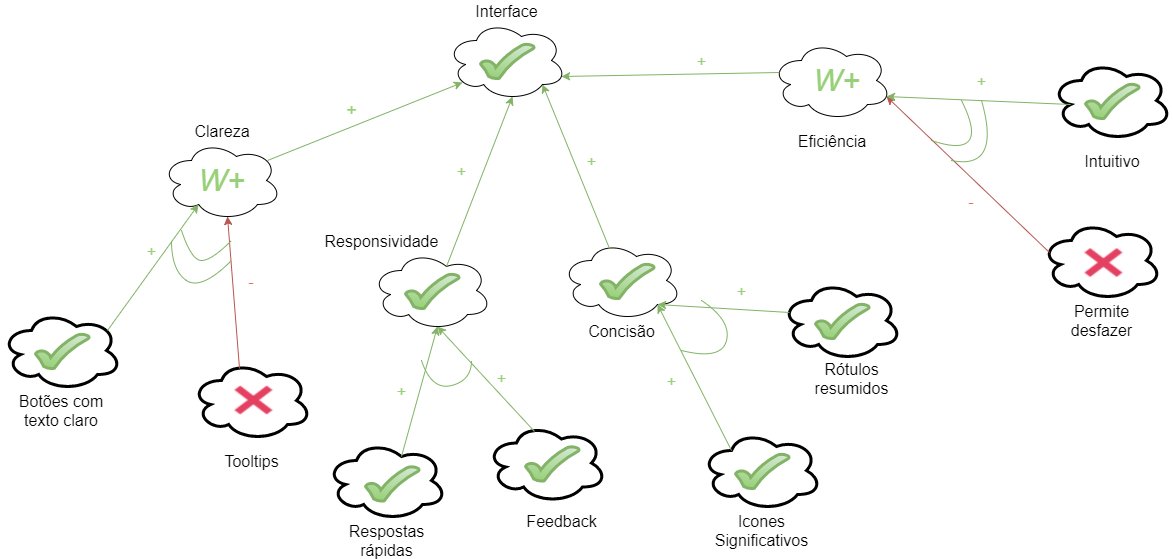 Interface
+
W+
+
Eficiência
Intuitivo
+
Clareza
W+
+
+
Responsividade
+
-
-
Concisão
+
Permite
desfazer
Rótulos
resumidos
+
+
+
Botões com
texto claro
Tooltips
Feedback
Respostas
rápidas
Icones
Significativos